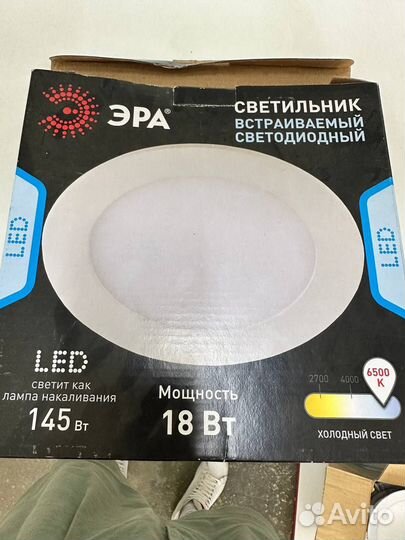 ЭРА®
СВЕТИЛЬНИК
ВСТРАИВАЕМЫЙ
СВЕТОДИОДНЫЙ
LED
LED
LED
светит как
лампа накаливания
145 Вт
Мощность
18 Вт
2700 4000 6500 К
ХОЛОДНЫЙ СВЕТ
Avito